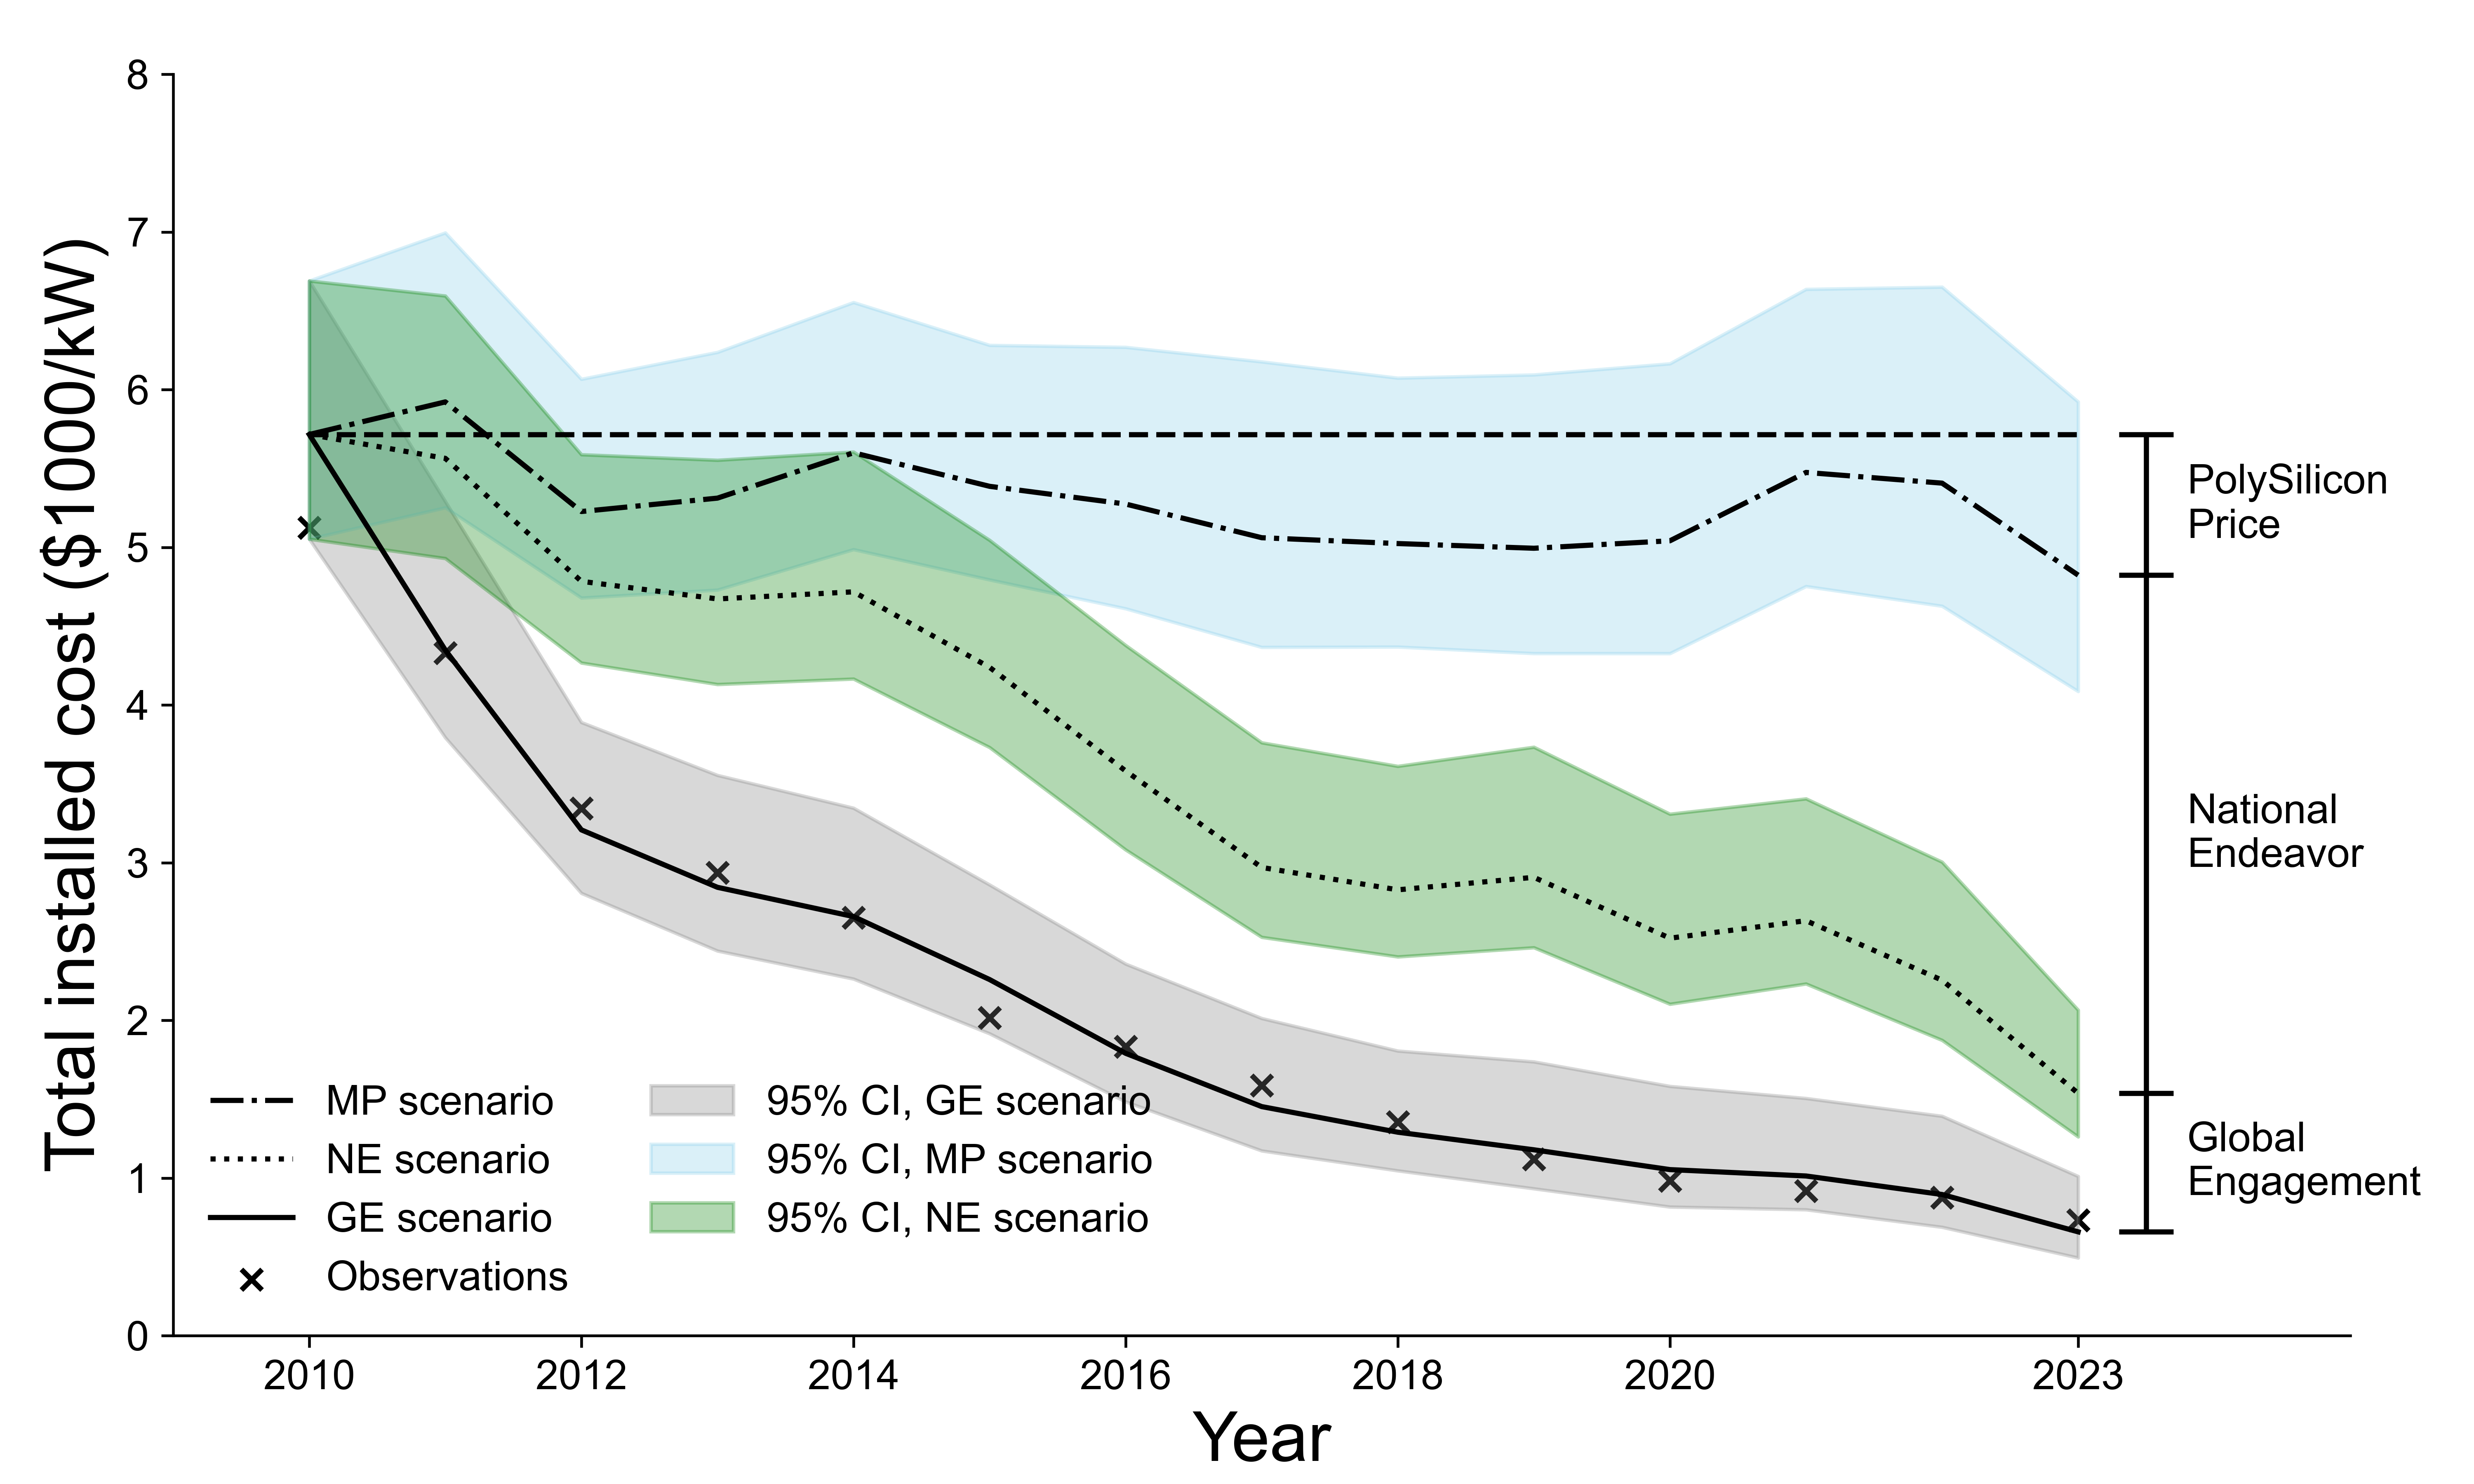 Total installed cost ($1000/kW)
8
7
6
5
4
3
2
1
0
MP scenario
NE scenario
GE scenario
Observations
95% CI, GE scenario
95% CI, MP scenario
95% CI, NE scenario
PolySilicon
Price
National
Endeavor
Global
Engagement
2010 2012 2014 2016 2018 2020 2023
Year